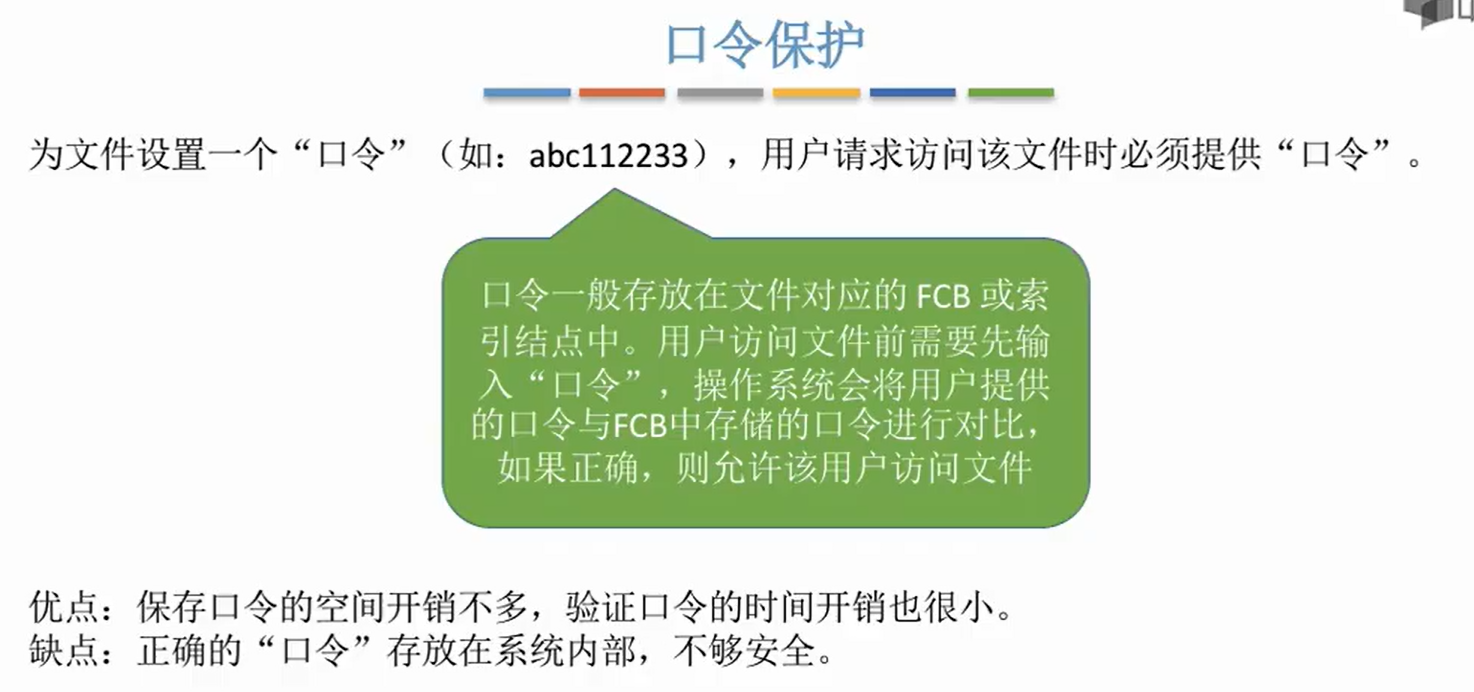 口令保护
为文件设置一个“口令”（如：abc112233），用户请求访问该文件时必须提供“口令”。
口令一般存放在文件对应的 FCB 或索
引结点中。用户访问文件前需要先输
入“口令”，操作系统会将用户提供
的口令与FCB中存储的口令进行对比，
如果正确，则允许该用户访问文件
优点：保存口令的空间开销不多，验证口令的时间开销也很小。
缺点：正确的“口令”存放在系统内部，不够安全。